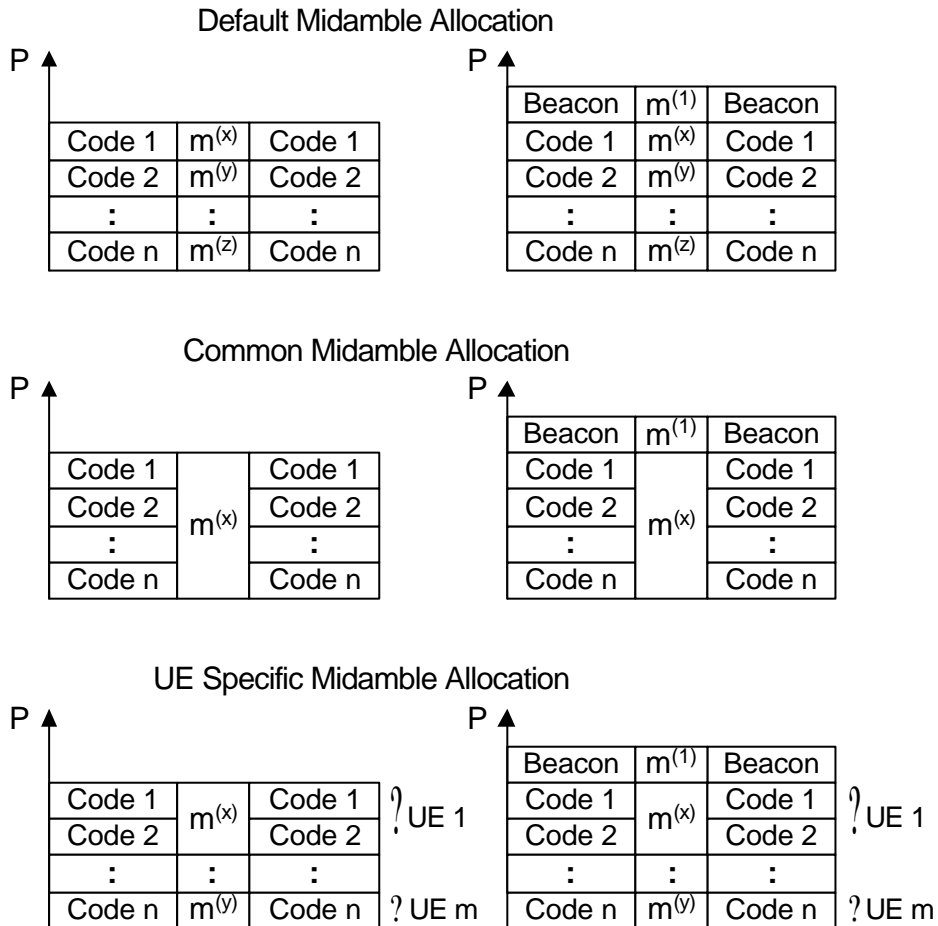 Default Midamble Allocation
P P
Beacon m(1) Beacon
Code 1 m(x) Code 1 Code 1 m(x) Code 1
Code 2 m(y) Code 2 Code 2 m(y) Code 2
: : : : : :
Code n m(z) Code n Code n m(z) Code n
Common Midamble Allocation
P P
Beacon m(1) Beacon
Code 1 Code 1 Code 1 Code 1
Code 2 m(x) Code 2 Code 2 m(x) Code 2
: : : :
Code n Code n Code n Code n
UE Specific Midamble Allocation
P P
Beacon m(1) Beacon
Code 1 m(x) Code 1 ? UE 1 Code 1 m(x) Code 1 ? UE 1
Code 2 Code 2 Code 2 Code 2
: : : : : :
Code n m(y) Code n ? UE m Code n m(y) Code n ? UE m